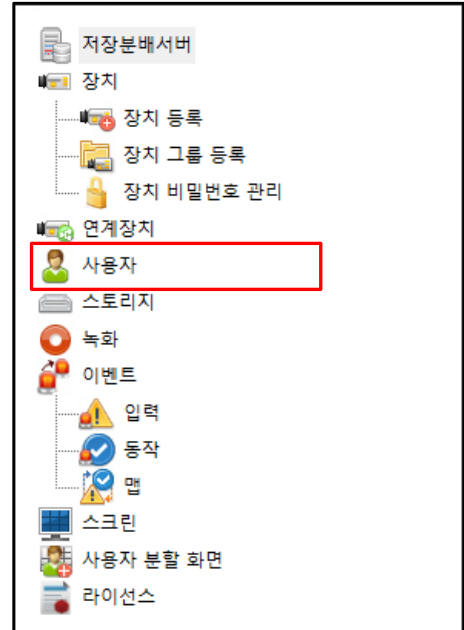 저장분배서버
장치
장치 등록
장치 그룹 등록
장치 비밀번호 관리
연계장치
사용자
스토리지
녹화
이벤트
입력
동작
맵
스크린
사용자 분할 화면
라이선스